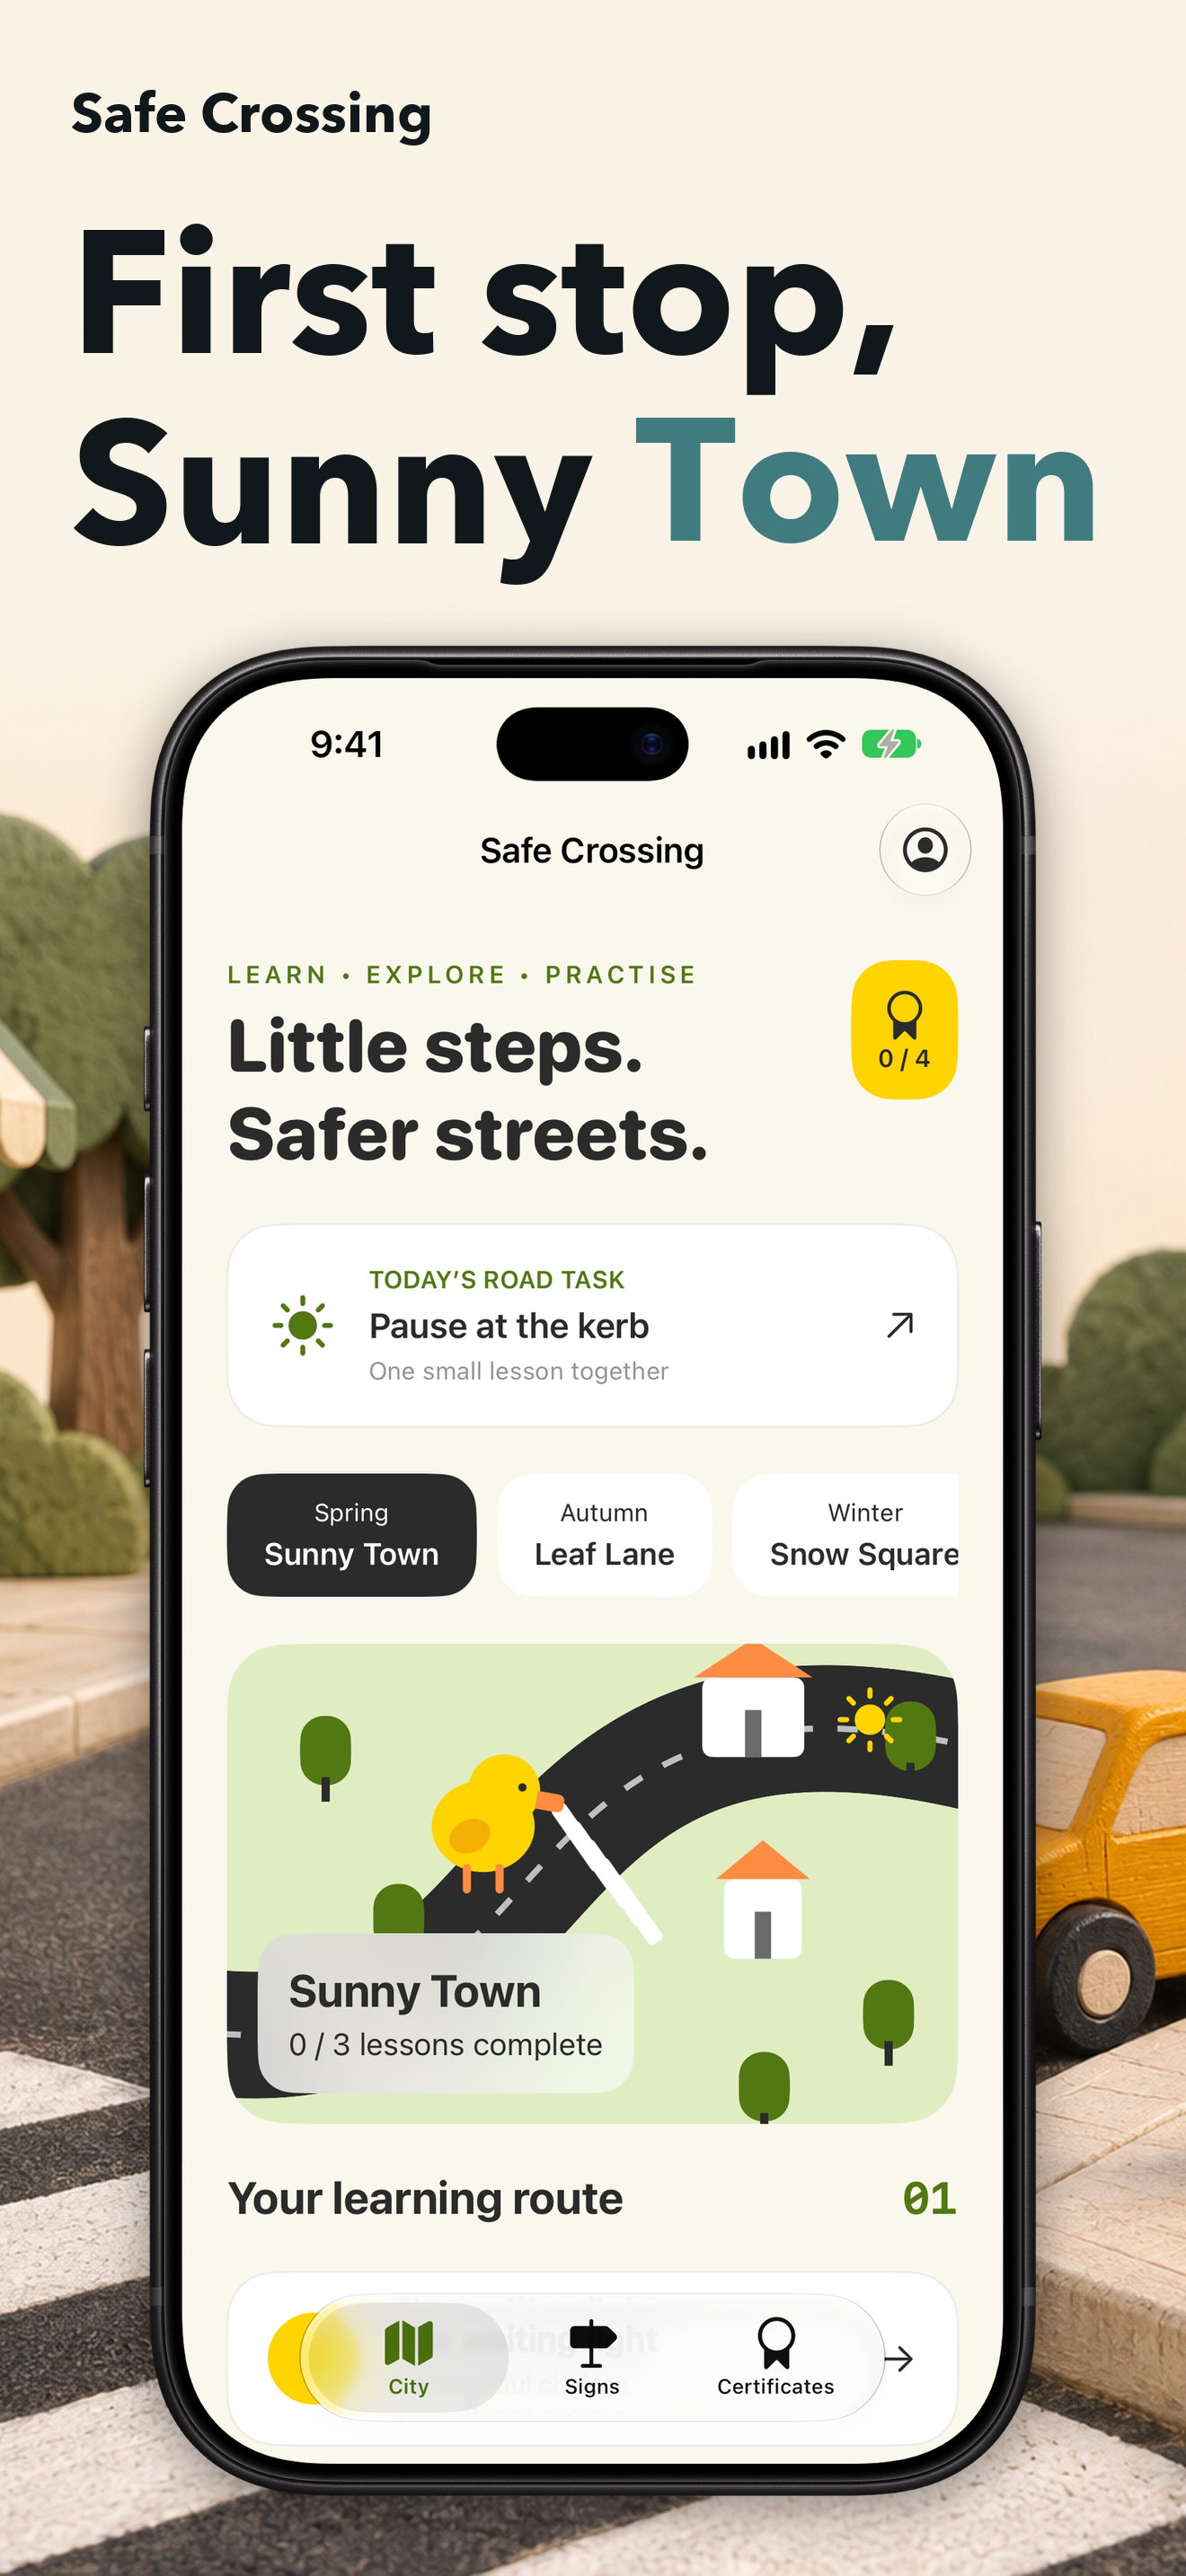 Safe Crossing
First stop,
Sunny Town
9:41
Safe Crossing
LEARN • EXPLORE • PRACTISE
Little steps.
Safer streets.
0 / 4
TODAY'S ROAD TASK
Pause at the kerb
One small lesson together
Spring
Sunny Town
Autumn
Leaf Lane
Winter
Snow Square
Sunny Town
0 / 3 lessons complete
Your learning route
01
City
Signs
Certificates